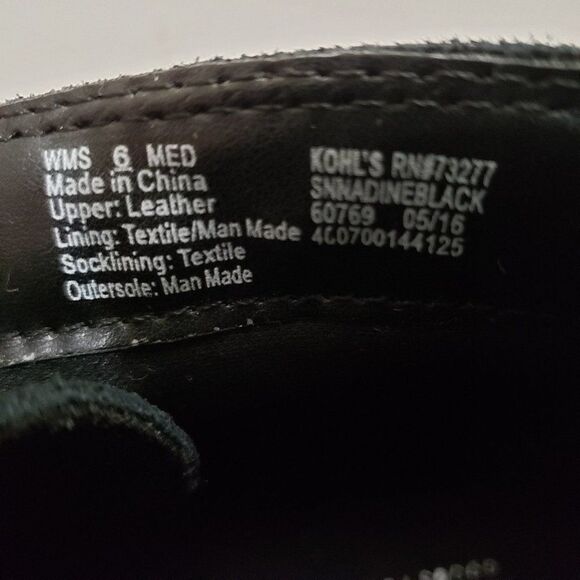 WMS 6 MED
Made in China
Upper: Leather
Lining: Textile/Man Made
Socklining: Textile
Outersole: Man Made
KOHL'S RN#73277
SNNADINEBLACK
60769 05/16
400700144125